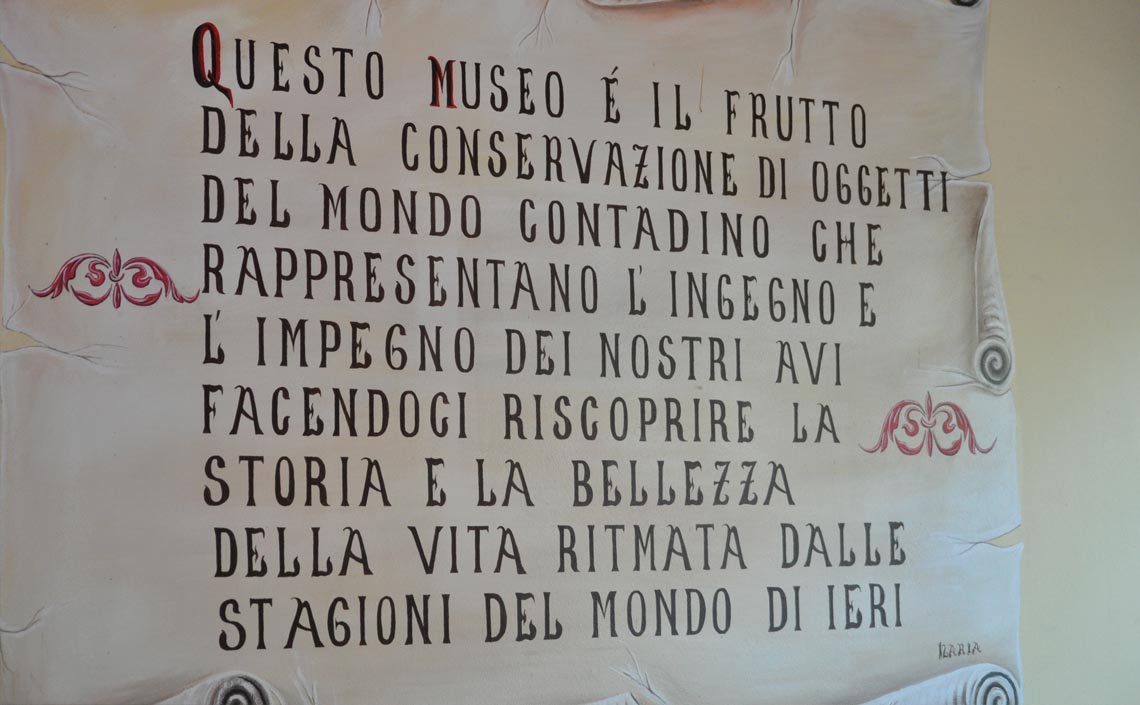 QUESTO MUSEO É IL FRUTTO
DELLA CONSERVAZIONE DI OGGETTI
DEL MONDO CONTADINO CHE
RAPPRESENTANO L'INGEGNO E
L'IMPEGNO DEI NOSTRI AVI
FACENDOCI RISCOPRIRE LA
STORIA E LA BELLEZZA
DELLA VITA RITMATA DALLE
STAGIONI DEL MONDO DI IERI
ILARIA